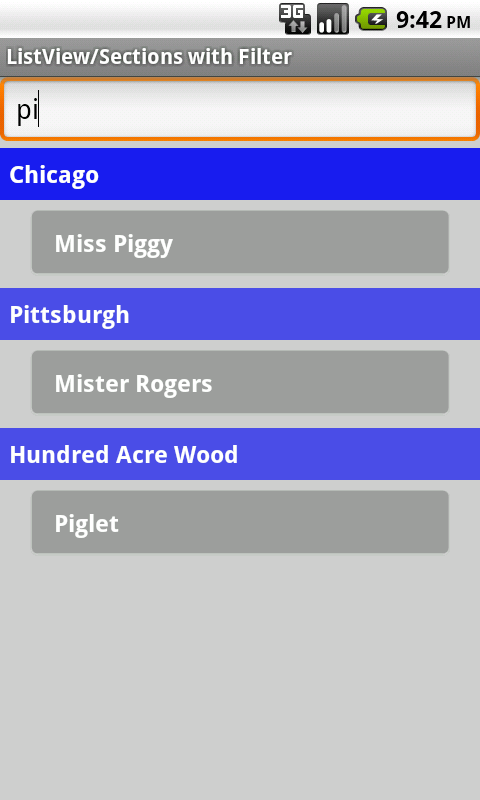 3G 9:42 PM
ListView/Sections with Filter
pi
Chicago
Miss Piggy
Pittsburgh
Mister Rogers
Hundred Acre Wood
Piglet